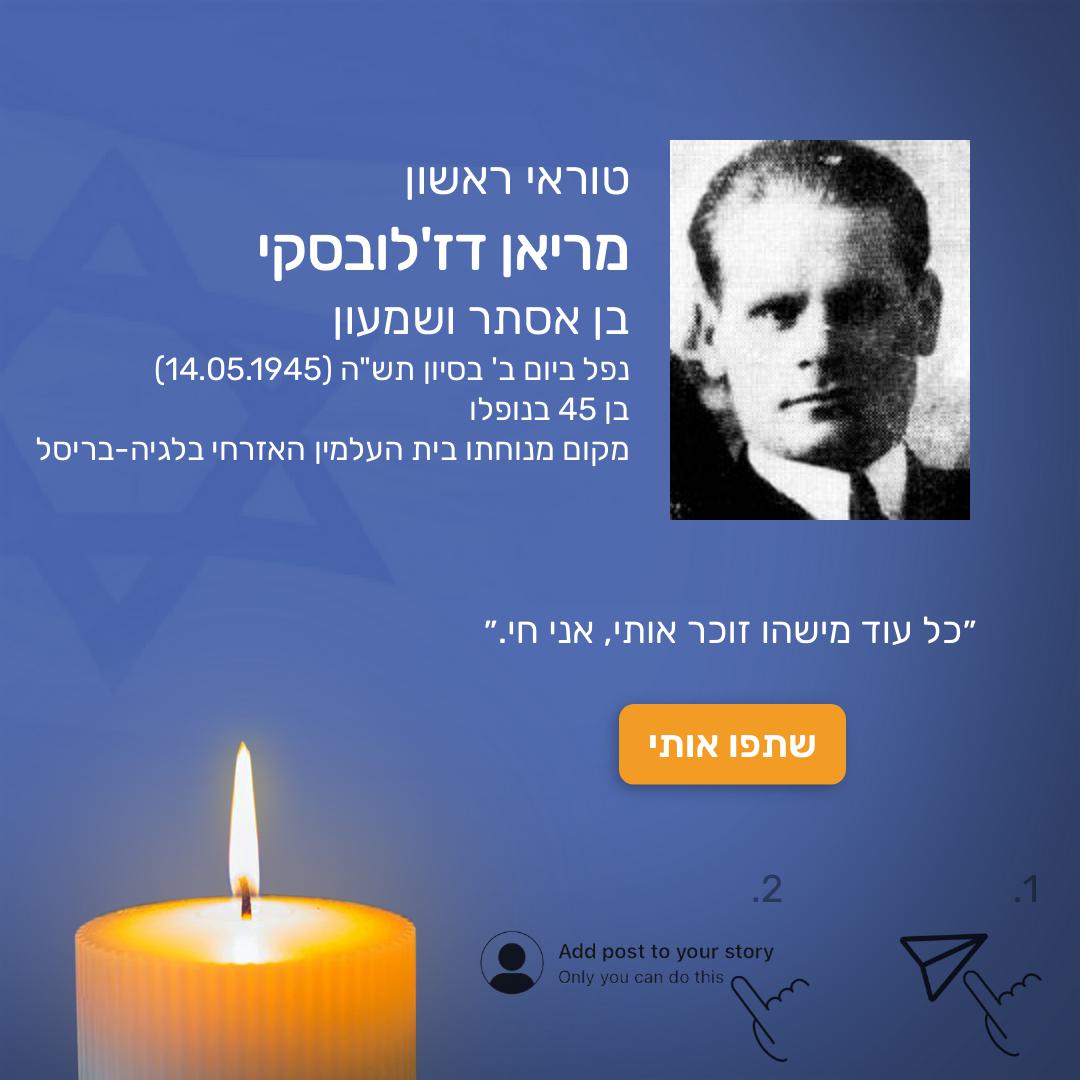 טוראי ראשון
מריאן דז'לובסקי
בן אסתר ושמעון
נפל ביום ב' בסיון תש"ה (14.05.1945)
בן 45 בנופלו
מקום מנוחתו בית העלמין האזרחי בלגיה-בריסל
״כל עוד מישהו זוכר אותי, אני חי.״
שתפו אותי
.1
.2
Add post to your story
Only you can do this